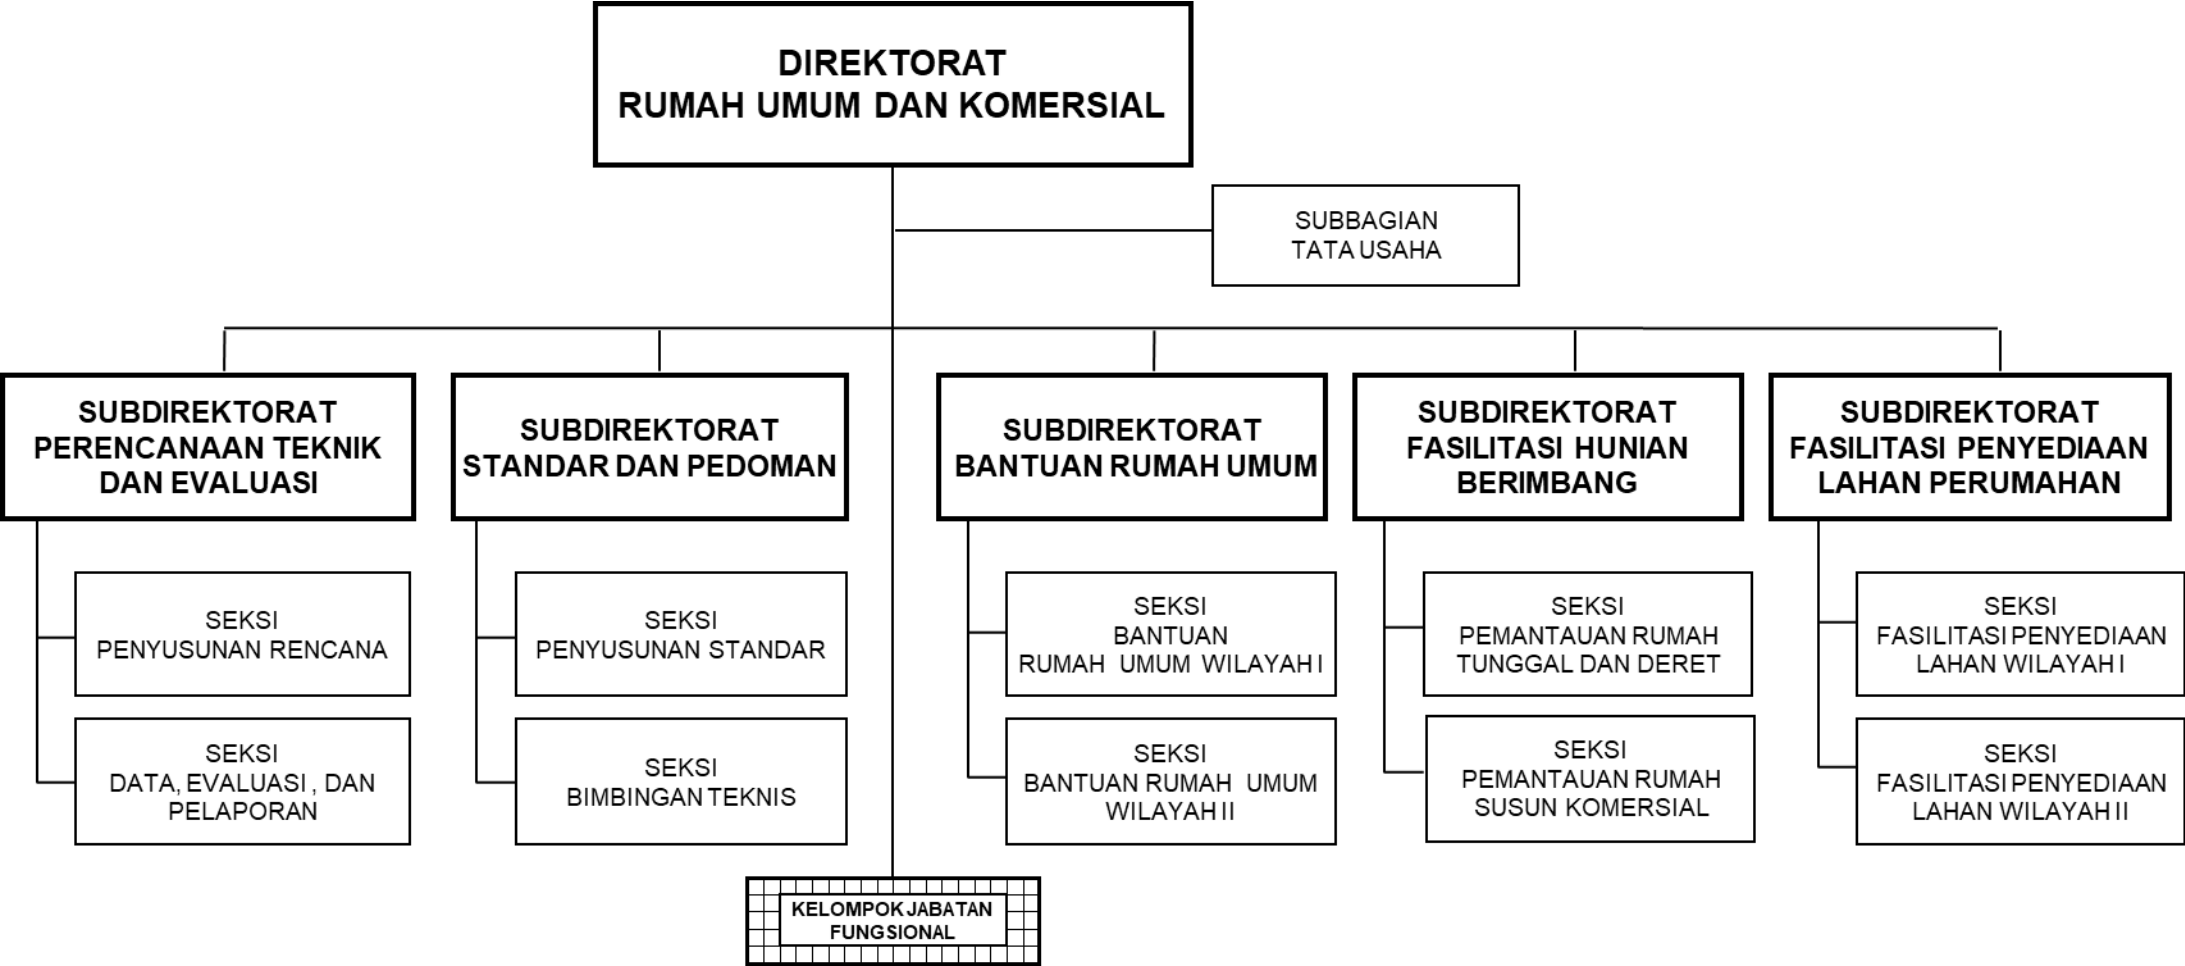 DIREKTORAT
RUMAH UMUM DAN KOMERSIAL
SUBBAGIAN
TATA USAHA
SUBDIREKTORAT
PERENCANAAN TEKNIK
DAN EVALUASI
SUBDIREKTORAT
STANDAR DAN PEDOMAN
SUBDIREKTORAT
BANTUAN RUMAH UMUM
SUBDIREKTORAT
FASILITASI HUNIAN
BERIMBANG
SUBDIREKTORAT
FASILITASI PENYEDIAAN
LAHAN PERUMAHAN
SEKSI
PENYUSUNAN RENCANA
SEKSI
PENYUSUNAN STANDAR
SEKSI
BANTUAN
RUMAH UMUM WILAYAH I
SEKSI
PEMANTAUAN RUMAH
TUNGGAL DAN DERET
SEKSI
FASILITASI PENYEDIAAN
LAHAN WILAYAH I
SEKSI
DATA, EVALUASI , DAN
PELAPORAN
SEKSI
BIMBINGAN TEKNIS
SEKSI
BANTUAN RUMAH UMUM
WILAYAH II
SEKSI
PEMANTAUAN RUMAH
SUSUN KOMERSIAL
SEKSI
FASILITASI PENYEDIAAN
LAHAN WILAYAH II
KELOMPOK JABATAN
FUNGSIONAL